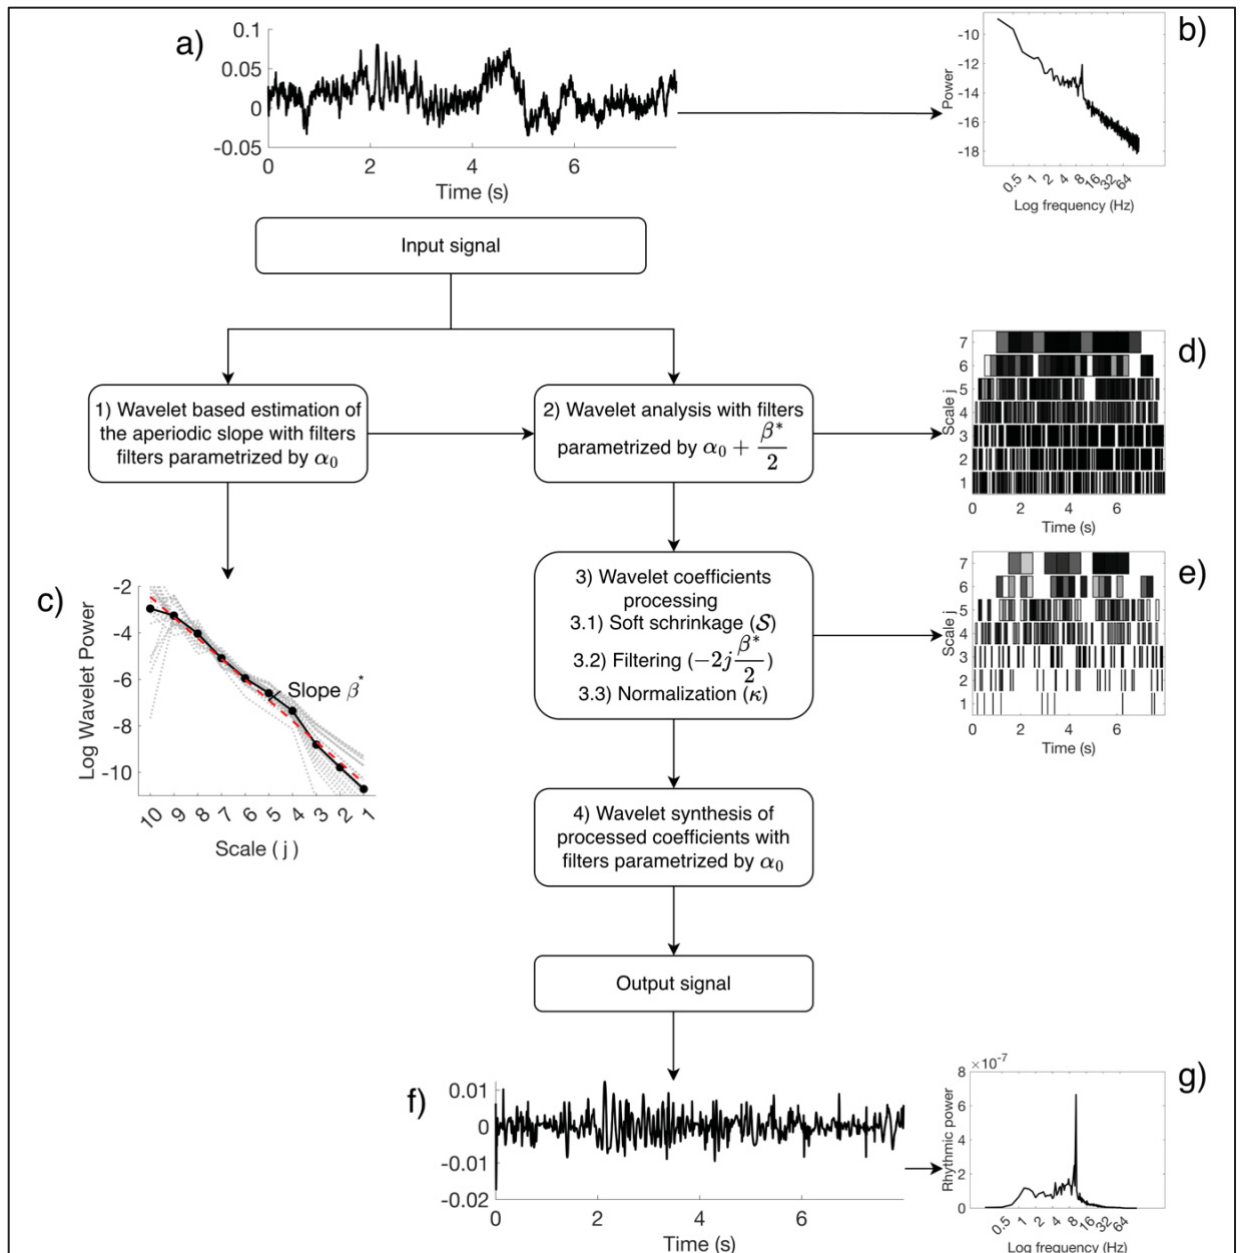 a)
0.1
0.05
0
-0.05
0
2
4
6
Time (s)
b)
Power
-10
-12
-14
-16
-18
0.5 1 2 4 8 16 32 64
Log frequency (Hz)
Input signal
1) Wavelet based estimation of
the aperiodic slope with filters
filters parametrized by α₀
2) Wavelet analysis with filters
parametrized by α₀ + β*/2
d)
Scale j
7
6
5
4
3
2
1
0 2 4 6
Time (s)
c)
Log Wavelet Power
-2
-4
-6
-8
-10
Slope β*
10 9 8 7 6 5 4 3 2 1
Scale ( j )
3) Wavelet coefficients
processing
3.1) Soft schrinkage (𝒮)
3.2) Filtering (−2j β*/2)
3.3) Normalization (κ)
e)
Scale j
7
6
5
4
3
2
1
0 2 4 6
Time (s)
4) Wavelet synthesis of
processed coefficients with
filters parametrized by α₀
Output signal
f)
0.01
0
-0.01
-0.02
0 2 4 6
Time (s)
g)
×10⁻⁷
Rhythmic power
8
6
4
2
0
0.5 1 2 4 8 16 32 64
Log frequency (Hz)